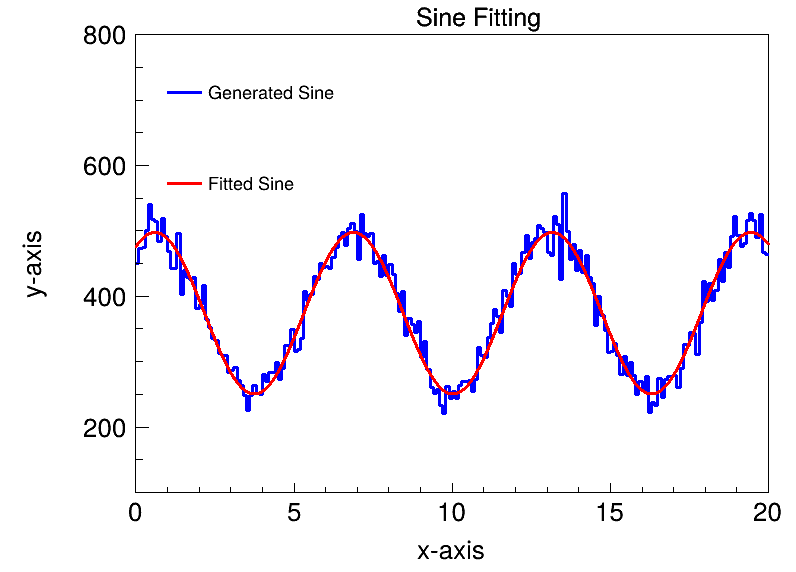 Sine Fitting
800
Generated Sine
600
Fitted Sine
y-axis
400
200
0 5 10 15 20
x-axis